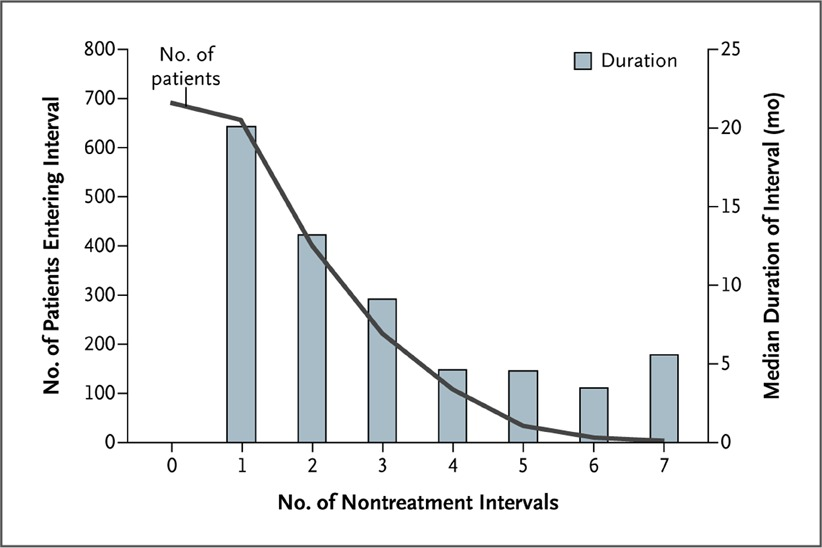 No. of
patients
Duration
800
700
600
500
400
300
200
100
0
No. of Patients Entering Interval
25
20
15
10
5
0
Median Duration of Interval (mo)
0 1 2 3 4 5 6 7
No. of Nontreatment Intervals